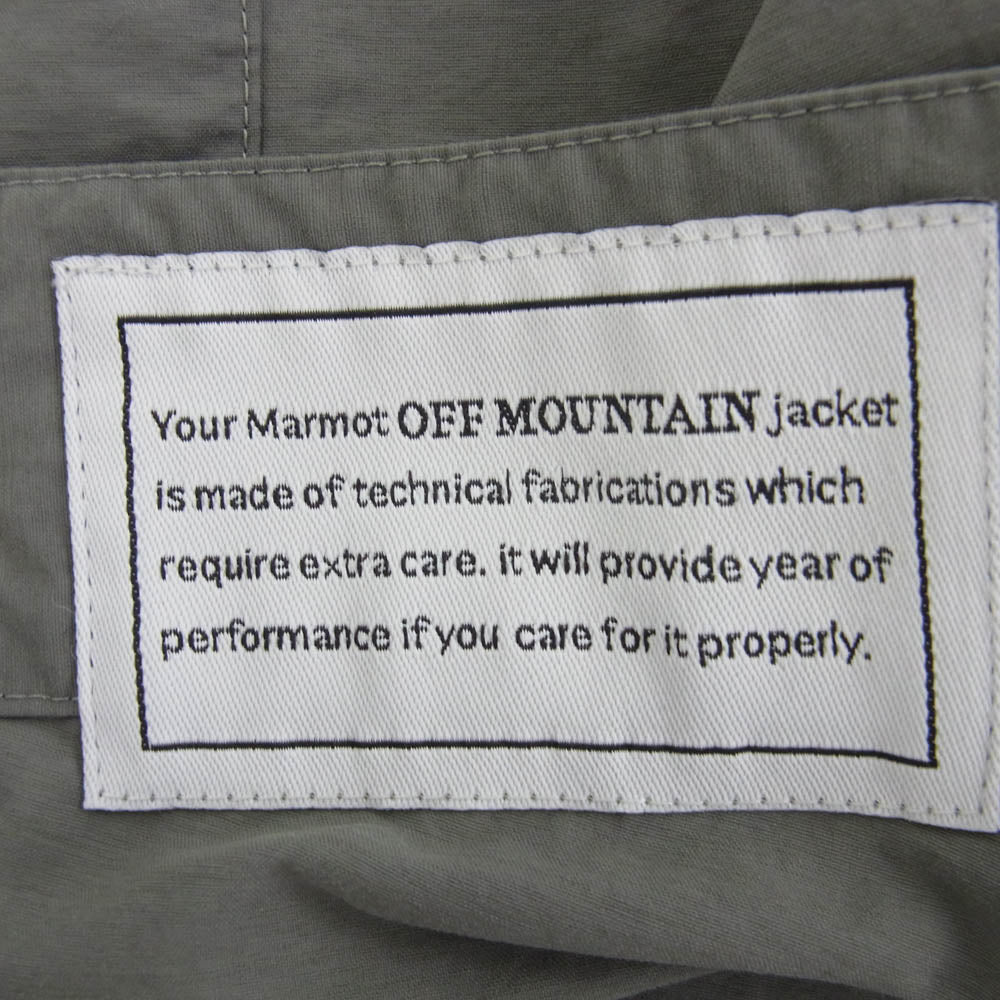 Your Marmot OFF MOUNTAIN jacket
is made of technical fabrications which
require extra care. it will provide year of
performance if you care for it properly.